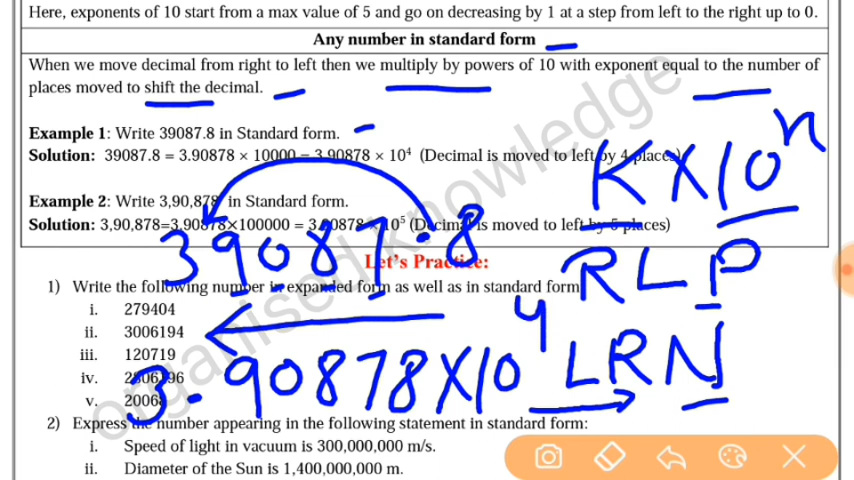 Here, exponents of 10 start from a max value of 5 and go on decreasing by 1 at a step from left to the right up to 0.
Any number in standard form
When we move decimal from right to left then we multiply by powers of 10 with exponent equal to the number of
places moved to shift the decimal.
Example 1: Write 39087.8 in Standard form.
Solution: 39087.8 = 3.90878 × 10000 = 3.90878 × 10⁴ (Decimal is moved to left by 4 places)
K×10ⁿ
Example 2: Write 3,90,878 in Standard form.
Solution: 3,90,878=3.90878×100000 = 3.90878 × 10⁵ (Decimal is moved to left by 5 places)
39087.8
RLP
Let's Practice:
1) Write the following number in expanded form as well as in standard form
i. 279404
ii. 3006194
iii. 120719
3.90878×10⁴
LRN
iv. 2806196
v. 20068
2) Express the number appearing in the following statement in standard form:
i. Speed of light in vacuum is 300,000,000 m/s.
ii. Diameter of the Sun is 1,400,000,000 m.
organised knowledge